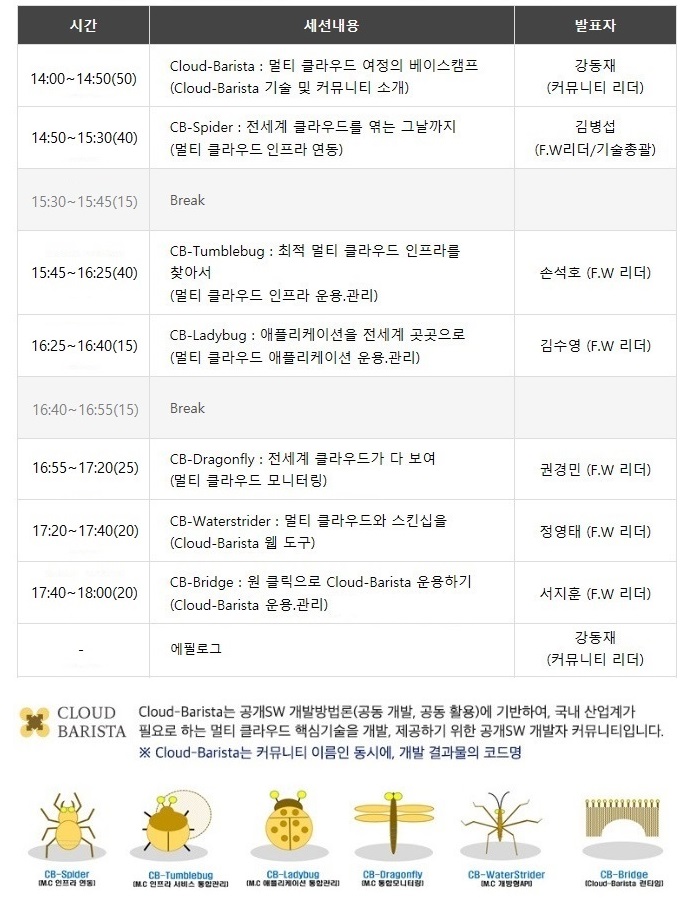 시간 세션내용 발표자
Cloud-Barista : 멀티 클라우드 여정의 베이스캠프 강동재
14:00~14:50(50)
(Cloud-Barista 기술 및 커뮤니티 소개) (커뮤니티 리더)
CB-Spider : 전세계 클라우드를 엮는 그날까지 김병섭
14:50~15:30(40)
(멀티 클라우드 인프라 연동) (F.W리더/기술총괄)
15:30~15:45(15) Break
CB-Tumblebug : 최적 멀티 클라우드 인프라를
15:45~16:25(40) 찾아서 손석호 (F.W 리더)
(멀티 클라우드 인프라 운용.관리)
CB-Ladybug : 애플리케이션을 전세계 곳곳으로
16:25~16:40(15) 김수영 (F.W 리더)
(멀티 클라우드 애플리케이션 운용.관리)
16:40~16:55(15) Break
CB-Dragonfly : 전세계 클라우드가 다 보여
16:55~17:20(25) 권경민 (F.W 리더)
(멀티 클라우드 모니터링)
CB-Waterstrider : 멀티 클라우드와 스킨십을
17:20~17:40(20) 정영태 (F.W 리더)
(Cloud-Barista 웹 도구)
CB-Bridge : 원 클릭으로 Cloud-Barista 운용하기
17:40~18:00(20) 서지훈 (F.W 리더)
(Cloud-Barista 운용.관리)
- 에필로그 강동재
(커뮤니티 리더)
CLOUD
BARISTA
Cloud-Barista는 공개SW 개발방법론(공동 개발, 공동 활용)에 기반하여, 국내 산업계가
필요로 하는 멀티 클라우드 핵심기술을 개발, 제공하기 위한 공개SW 개발자 커뮤니티입니다.
※ Cloud-Barista는 커뮤니티 이름인 동시에, 개발 결과물의 코드명
CB-Spider
(M.C 인프라 연동)
CB-Tumblebug
(M.C 인프라 서비스 통합관리)
CB-Ladybug
(M.C 애플리케이션 통합관리)
CB-Dragonfly
(M.C 통합모니터링)
CB-WaterStrider
(M.C 개방형API)
CB-Bridge
(Cloud-Barista 런타임)